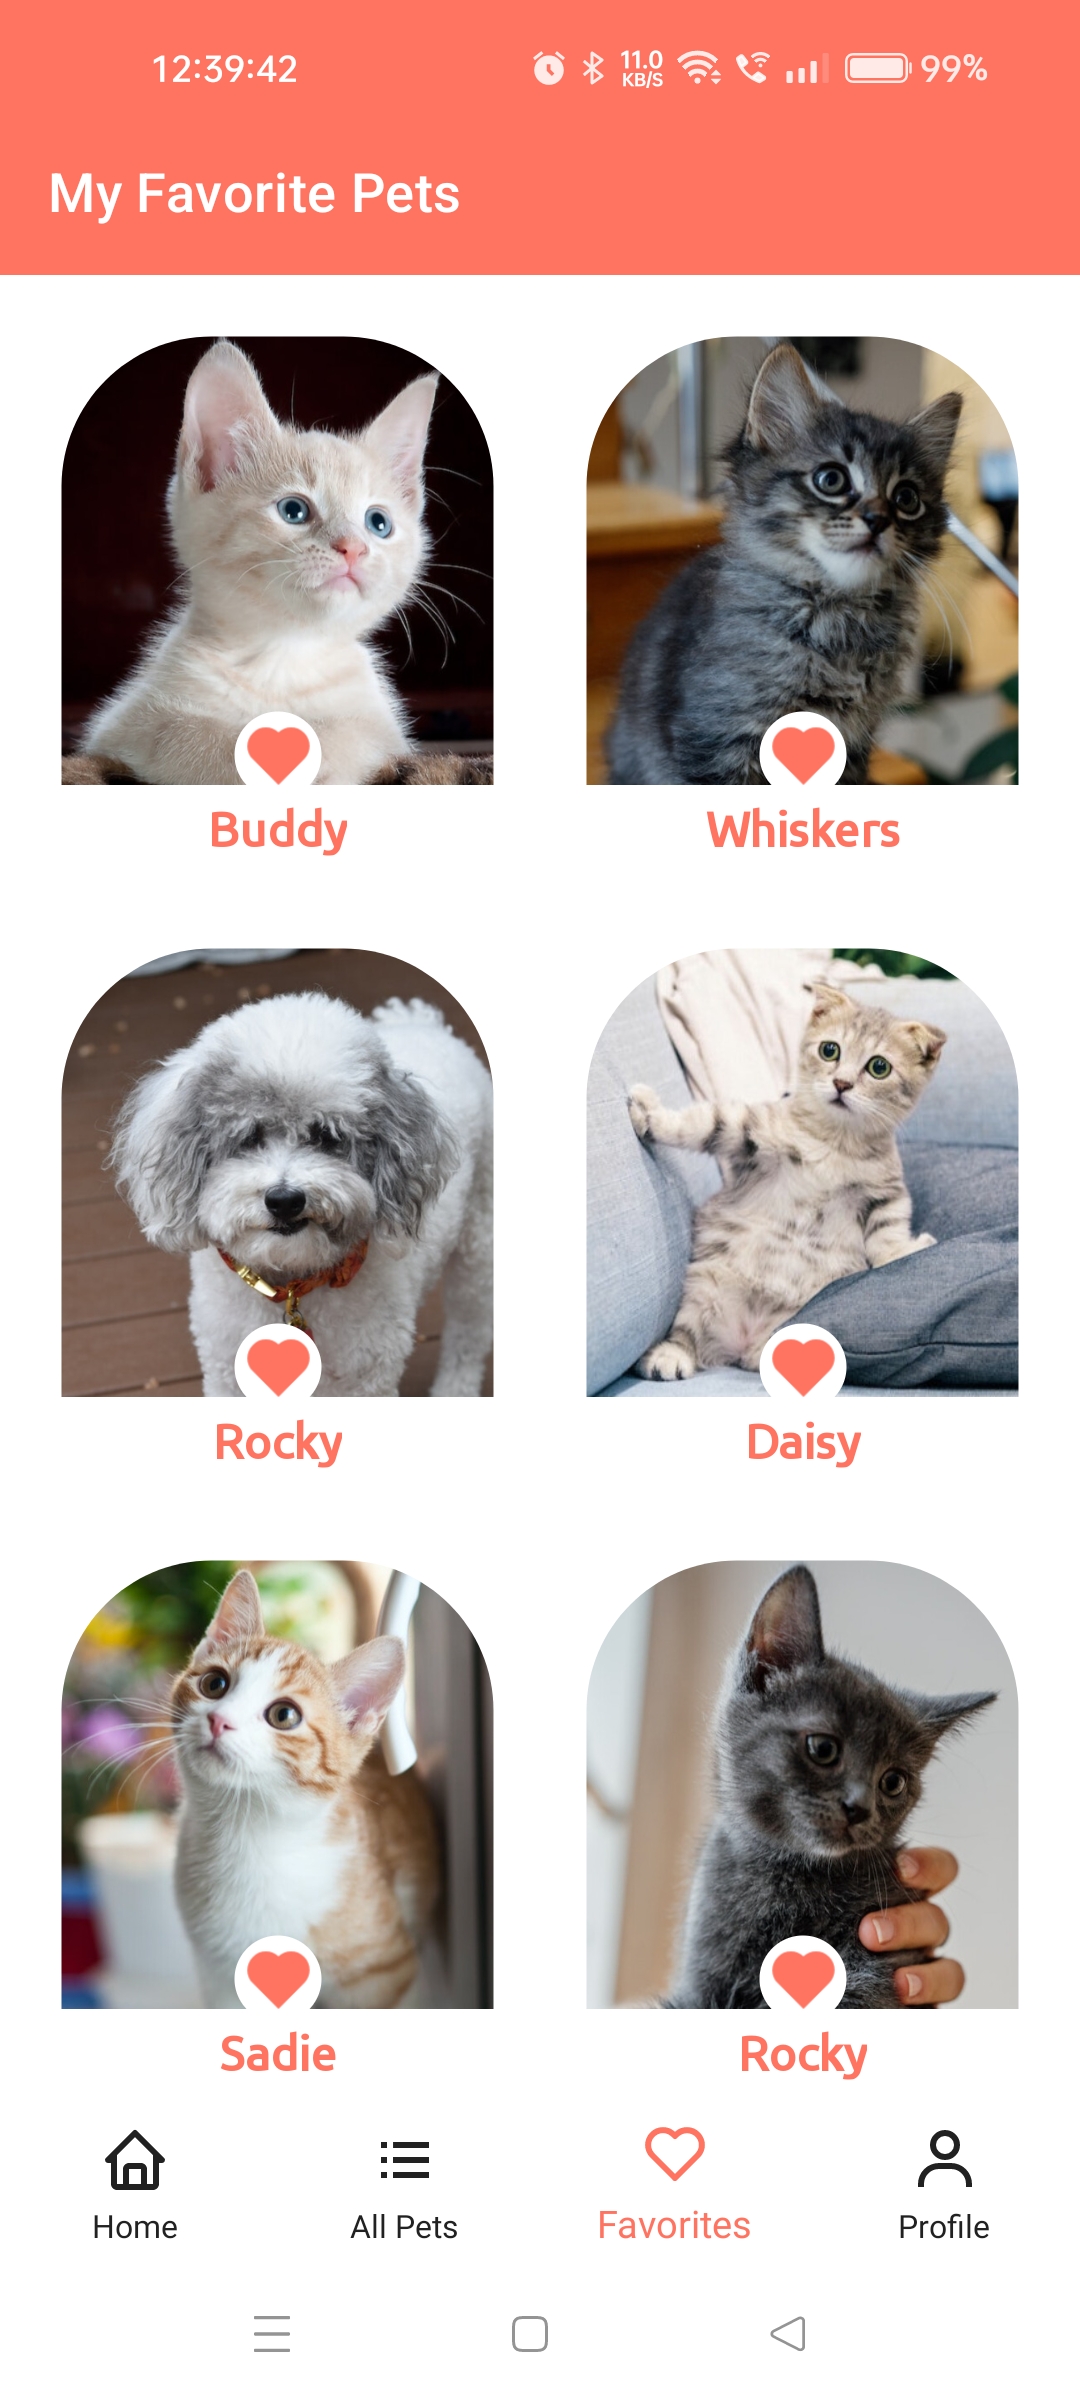 12:39:42 11.0 KB/S 99%
My Favorite Pets
Buddy Whiskers
Rocky Daisy
Sadie Rocky
Home All Pets Favorites Profile